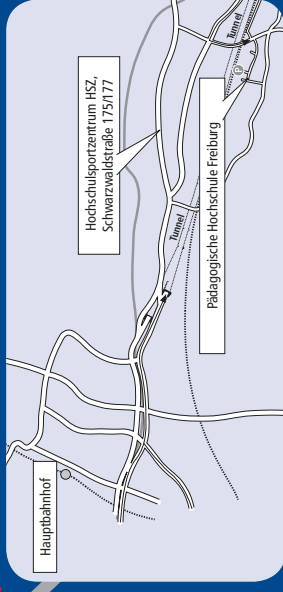 Hauptbahnhof
Hochschulsportzentrum HSZ,
Schwarzwaldstraße 175/177
Tunnel
Tunnel
P
Pädagogische Hochschule Freiburg